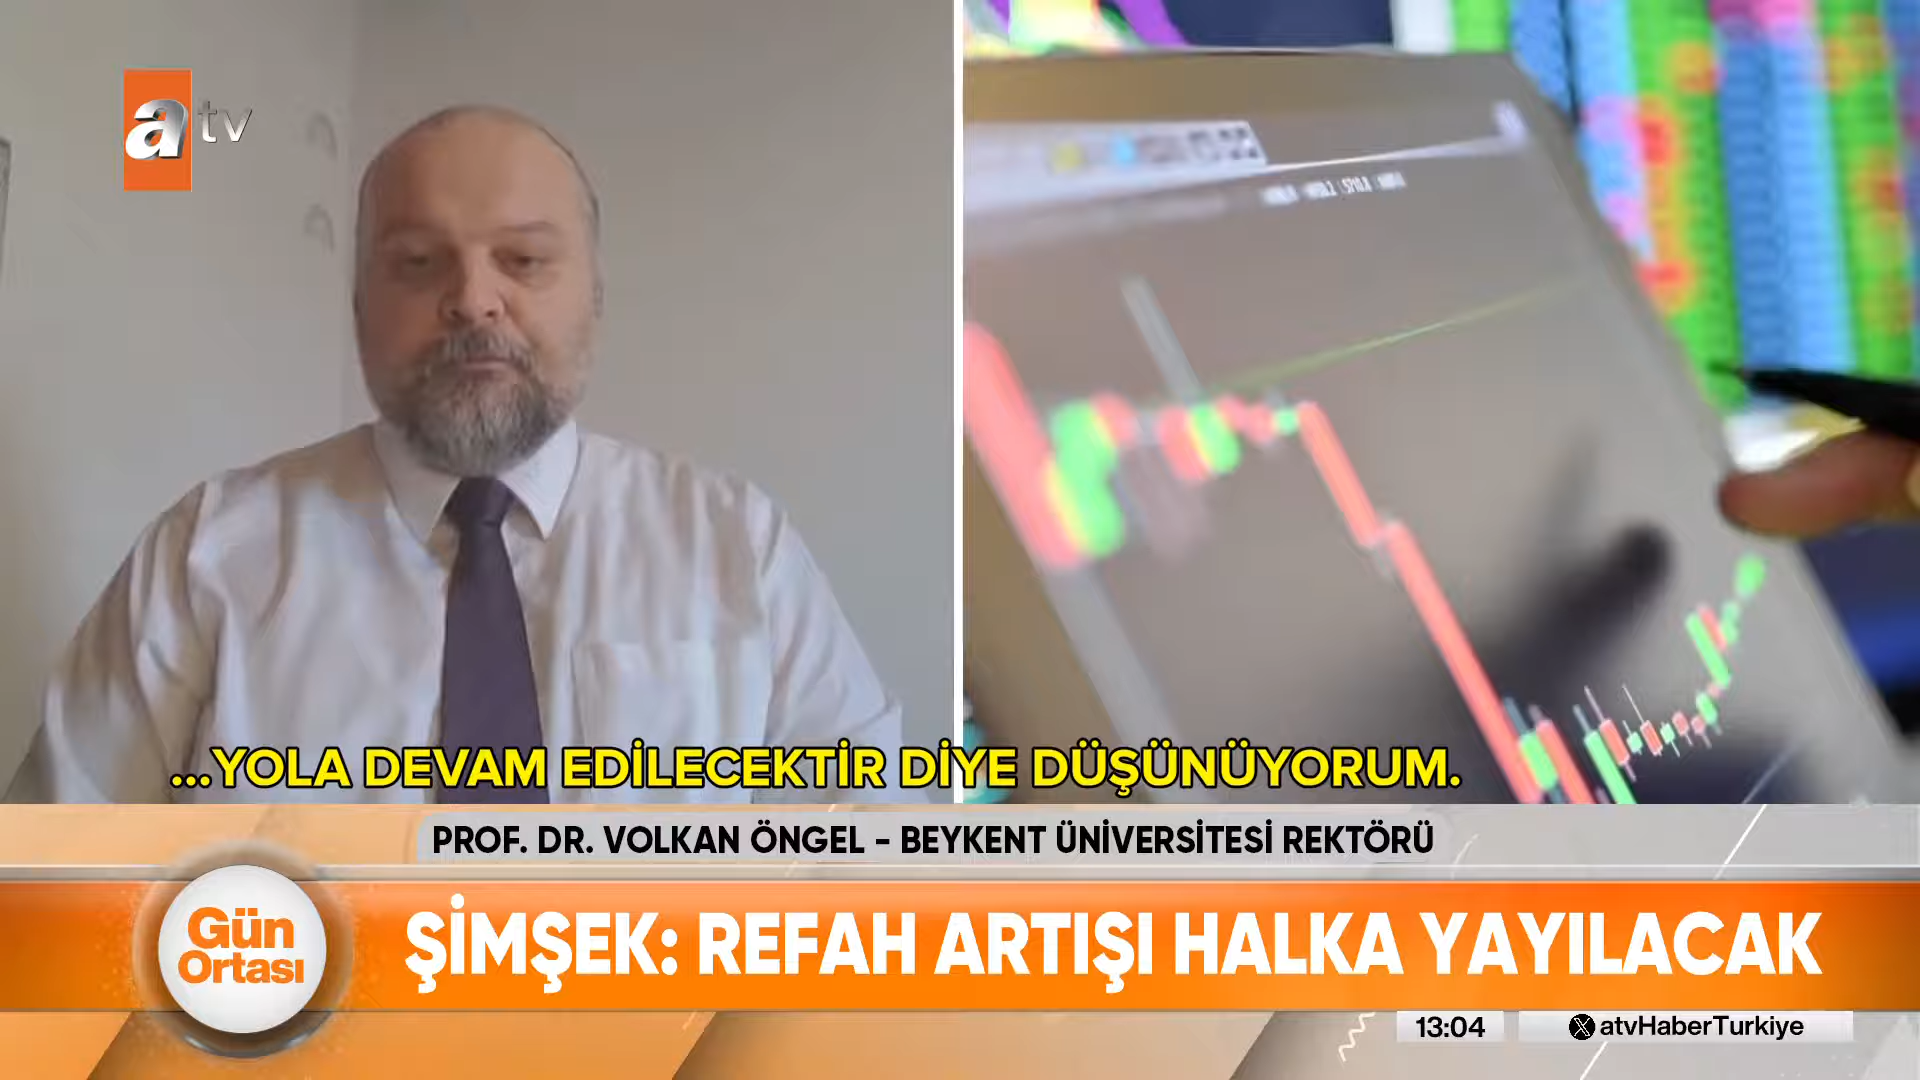 atv
...YOLA DEVAM EDİLECEKTİR DİYE DÜŞÜNÜYORUM.
PROF. DR. VOLKAN ÖNGEL - BEYKENT ÜNİVERSİTESİ REKTÖRÜ
Gün
Ortası
ŞİMŞEK: REFAH ARTIŞI HALKA YAYILACAK
13:04
atvHaberTurkiye